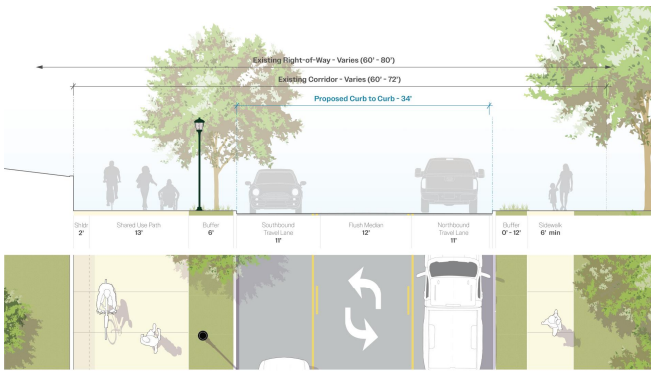 Existing Right-of-Way - Varies (60' - 80')
Existing Corridor - Varies (60' - 72')
Proposed Curb to Curb - 34'
Shldr
2'
Shared Use Path
13'
Buffer
6'
Southbound
Travel Lane
11'
Flush Median
12'
Northbound
Travel Lane
11'
Buffer
0' - 12'
Sidewalk
6' min